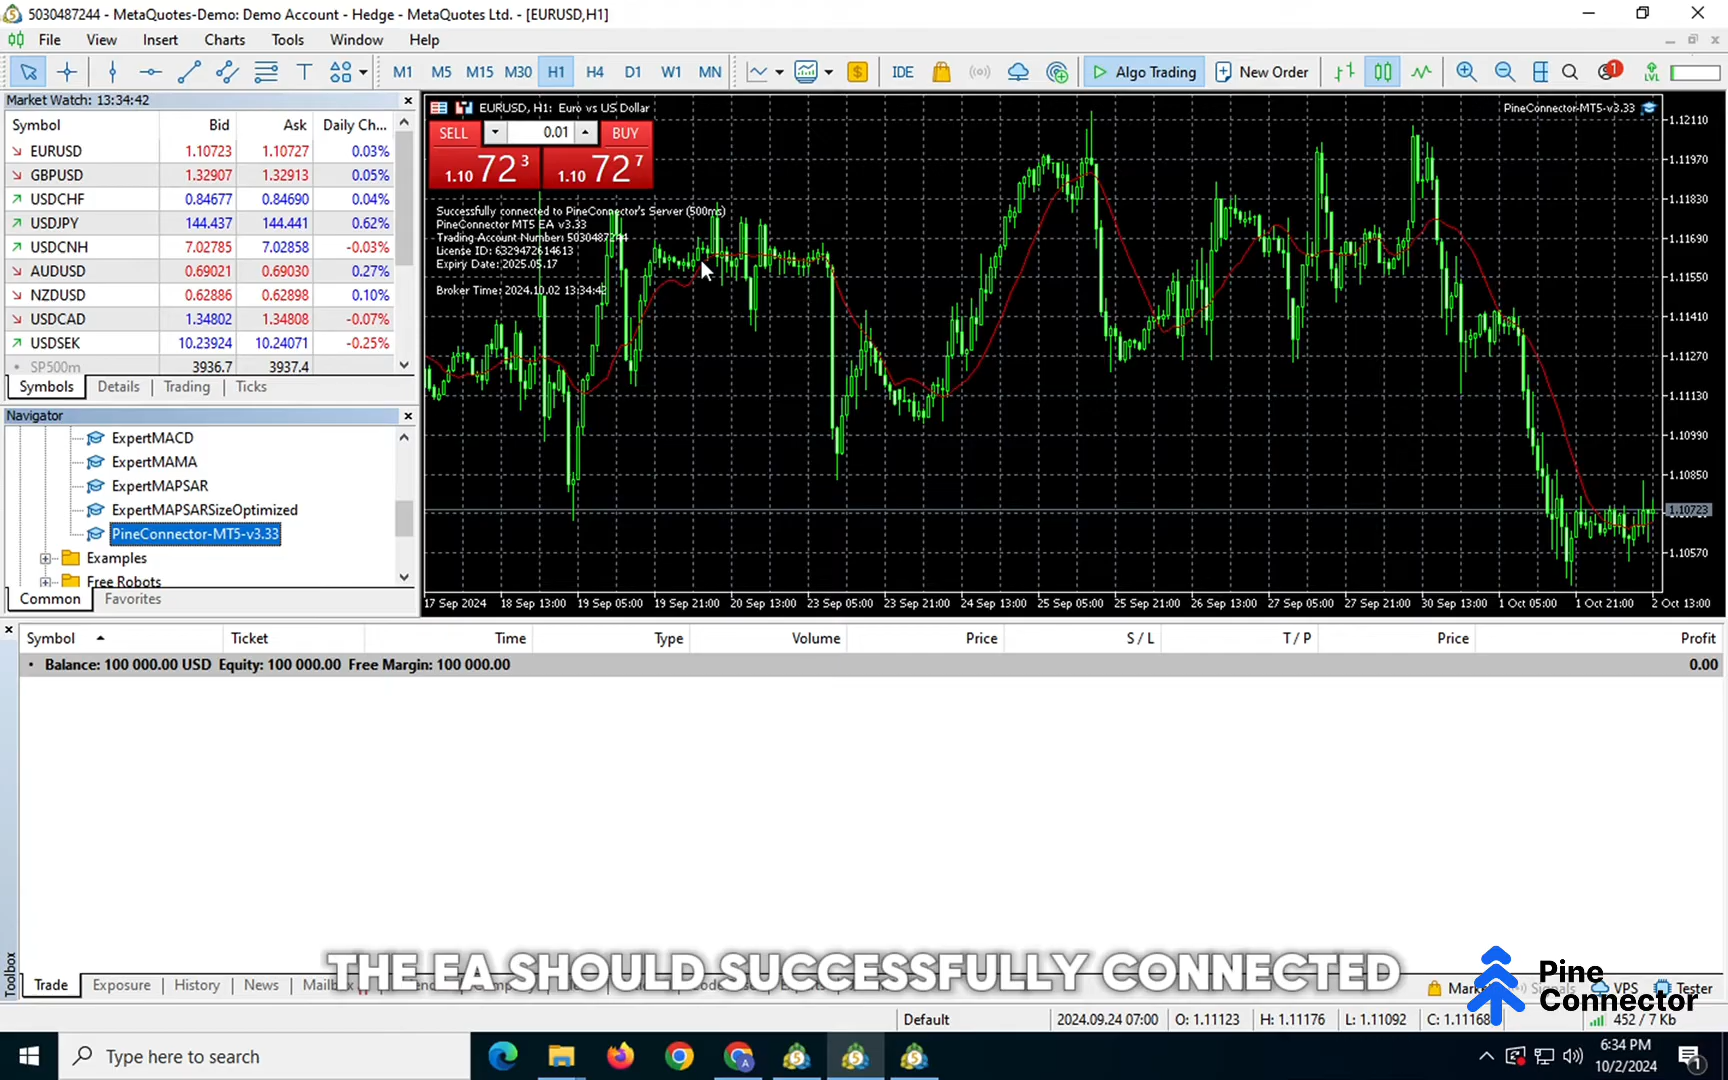 5030487244 - MetaQuotes-Demo: Demo Account - Hedge - MetaQuotes Ltd. - [EURUSD,H1]
File View Insert Charts Tools Window Help
M1 M5 M15 M30 H1 H4 D1 W1 MN IDE Algo Trading New Order
Market Watch: 13:34:42
Symbol Bid Ask Daily Ch...
EURUSD 1.10723 1.10727 0.03%
GBPUSD 1.32907 1.32913 0.05%
USDCHF 0.84677 0.84690 0.04%
USDJPY 144.437 144.441 0.62%
USDCNH 7.02785 7.02858 -0.03%
AUDUSD 0.69021 0.69030 0.27%
NZDUSD 0.62886 0.62898 0.10%
USDCAD 1.34802 1.34808 -0.07%
USDSEK 10.23924 10.24071 -0.25%
SP500m 3936.7 3937.4
Symbols Details Trading Ticks
Navigator
ExpertMACD
ExpertMAMA
ExpertMAPSAR
ExpertMAPSARSizeOptimized
PineConnector-MT5-v3.33
Examples
Free Robots
Common Favorites
EURUSD, H1: Euro vs US Dollar
PineConnector-MT5-v3.33
SELL 0.01 BUY
1.10 72 3 1.10 72 7
Successfully connected to PineConnector's Server (500ms)
PineConnector MT5 EA v3.33
Trading Account Number: 5030487244
License ID: 6329472614613
Expiry Date: 2025.05.17
Broker Time: 2024.10.02 13:34:42
1.12110
1.11970
1.11830
1.11690
1.11550
1.11410
1.11270
1.11130
1.10990
1.10850
1.10723
1.10570
17 Sep 2024 18 Sep 13:00 19 Sep 05:00 19 Sep 21:00 20 Sep 13:00 23 Sep 05:00 23 Sep 21:00 24 Sep 13:00 25 Sep 05:00 25 Sep 21:00 26 Sep 13:00 27 Sep 05:00 27 Sep 21:00 30 Sep 13:00 1 Oct 05:00 1 Oct 21:00 2 Oct 13:00
Symbol Ticket Time Type Volume Price S / L T / P Price Profit
Balance: 100 000.00 USD Equity: 100 000.00 Free Margin: 100 000.00 0.00
THE EA SHOULD SUCCESSFULLY CONNECTED
Toolbox
Trade Exposure History News Mailbox
Market Signals VPS Tester
Pine
Connector
Default 2024.09.24 07:00 O: 1.11123 H: 1.11176 L: 1.11092 C: 1.11168 452 / 7 Kb
Type here to search
6:34 PM
10/2/2024